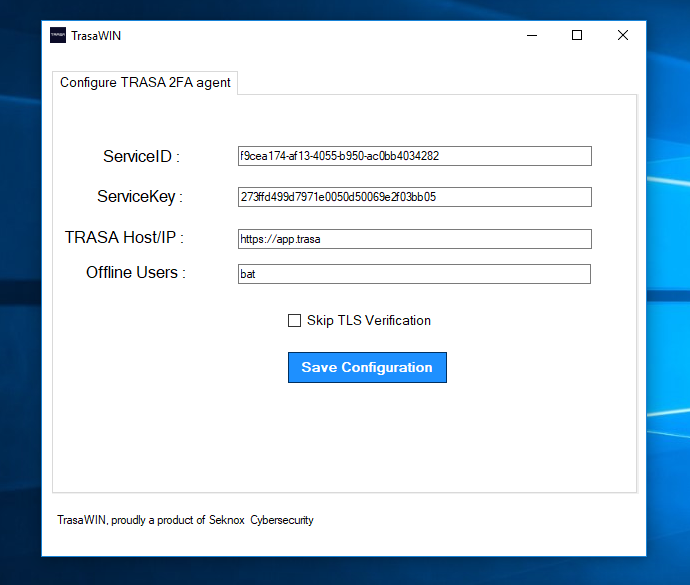 TRASA TrasaWIN
Configure TRASA 2FA agent
ServiceID : f9cea174-af13-4055-b950-ac0bb4034282
ServiceKey : 273ffd499d7971e0050d50069e2f03bb05
TRASA Host/IP : https://app.trasa
Offline Users : bat
Skip TLS Verification
Save Configuration
TrasaWIN, proudly a product of Seknox Cybersecurity